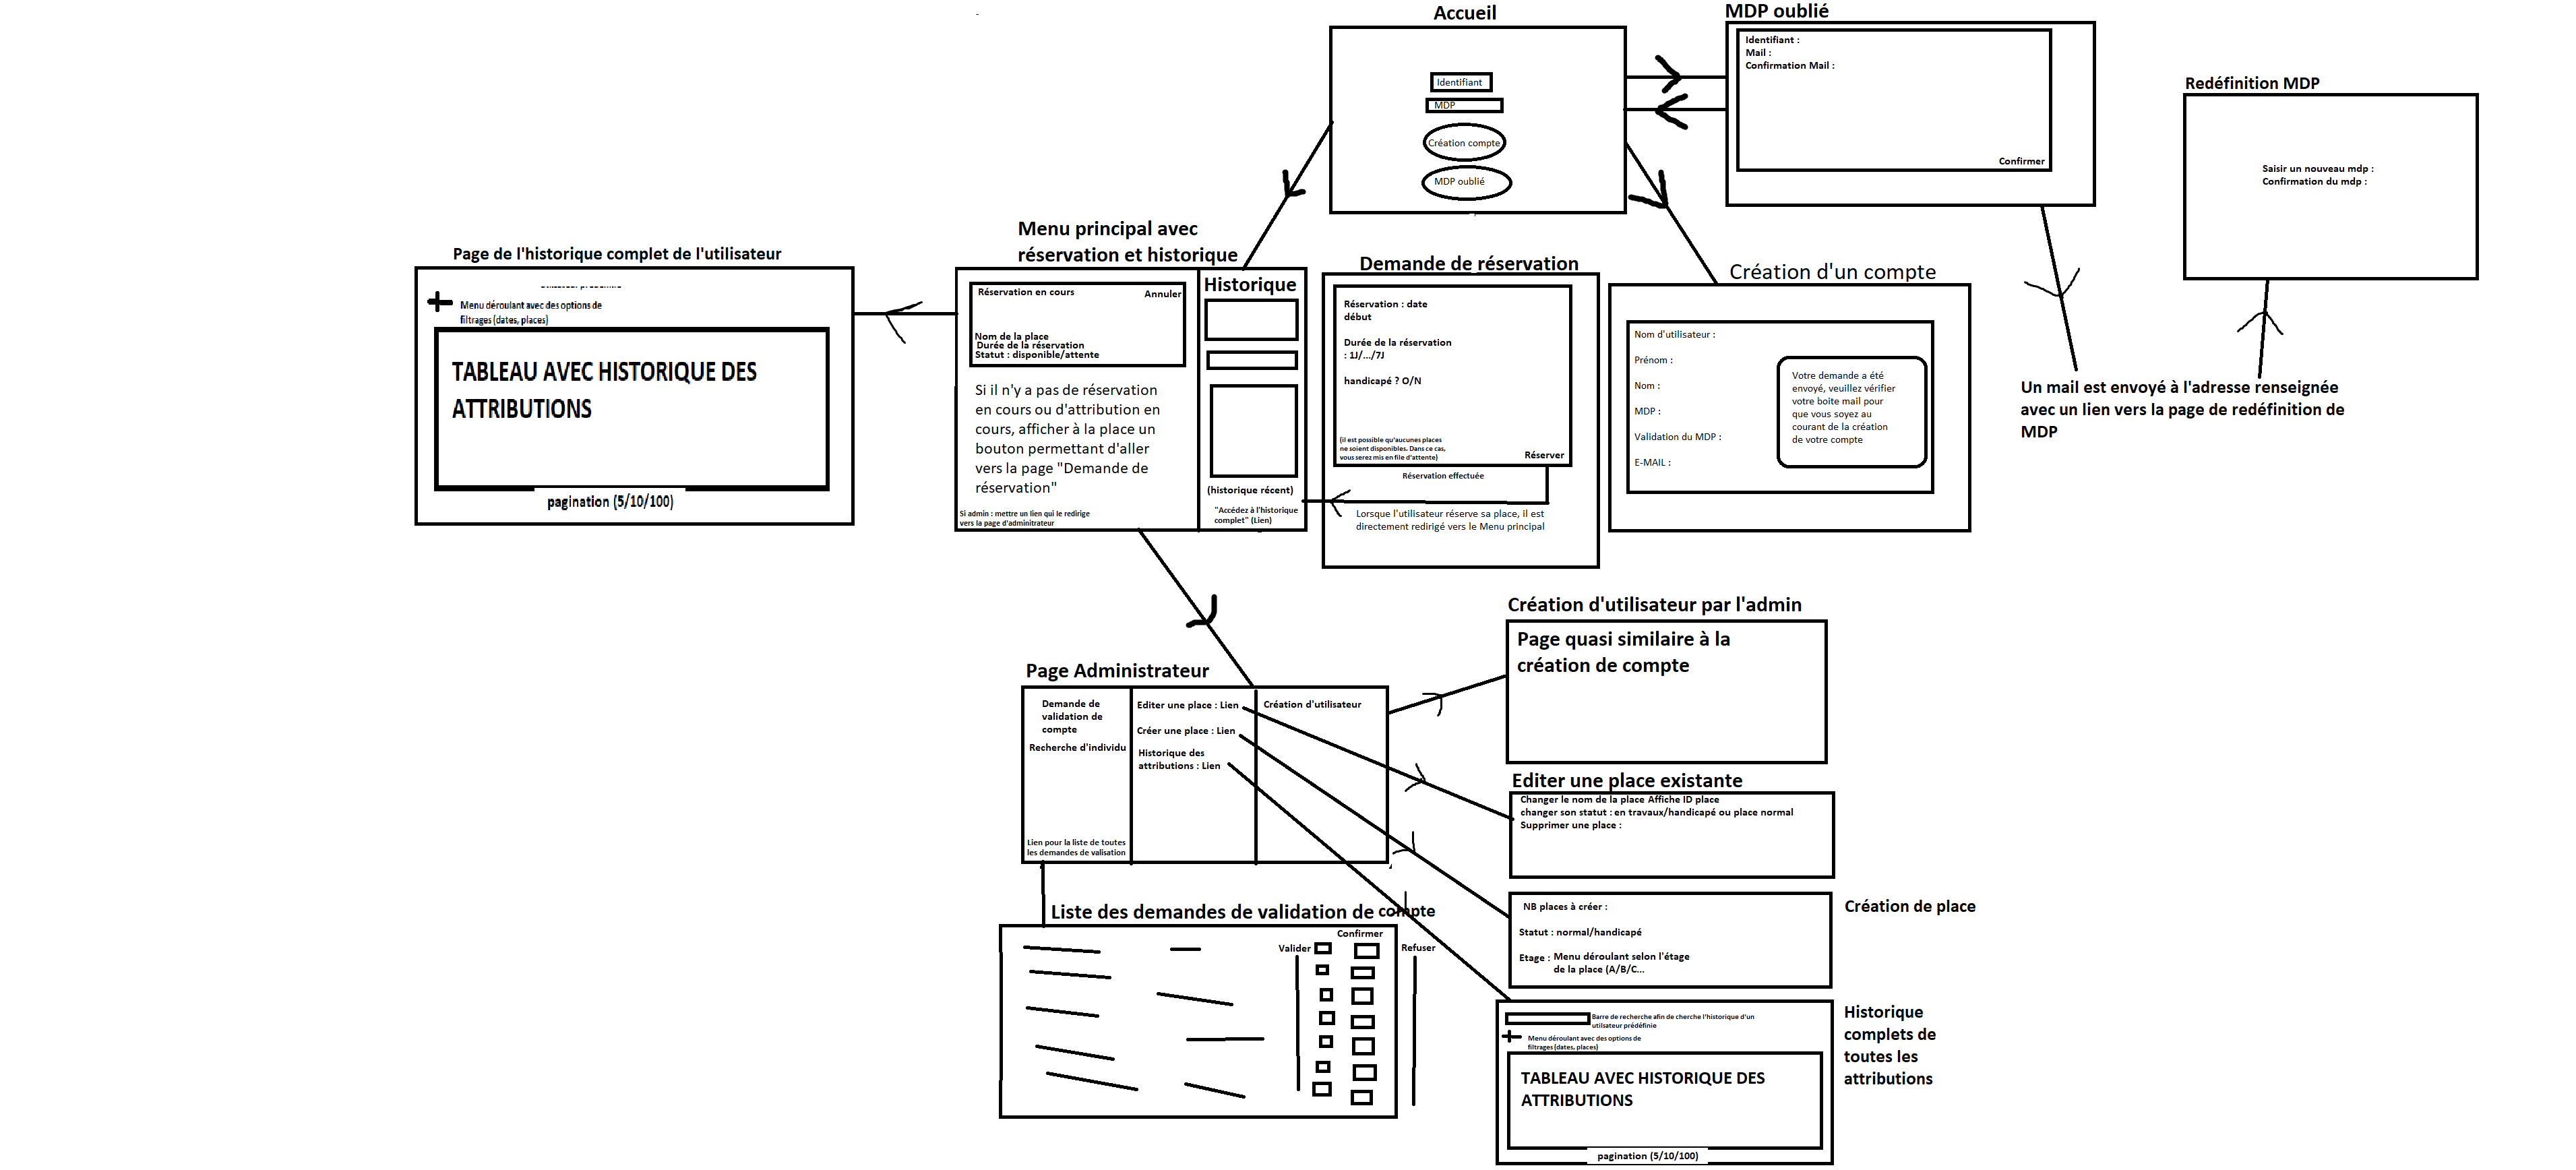 Accueil
Identifiant
MDP
Création compte
MDP oublié
MDP oublié
Identifiant :
Mail :
Confirmation Mail :
Confirmer
Redéfinition MDP
Saisir un nouveau mdp :
Confirmation du mdp :
Un mail est envoyé à l'adresse renseignée
avec un lien vers la page de redéfinition de
MDP
Page de l'historique complet de l'utilisateur
Menu déroulant avec des options de
filtrages (dates, places)
TABLEAU AVEC HISTORIQUE DES
ATTRIBUTIONS
pagination (5/10/100)
Menu principal avec
réservation et historique
Réservation en cours
Annuler
Nom de la place
Durée de la réservation
Statut : disponible/attente
Si il n'y a pas de réservation
en cours ou d'attribution en
cours, afficher à la place un
bouton permettant d'aller
vers la page "Demande de
réservation"
Si admin : mettre un lien qui le redirige
vers la page d'adminitrateur
Historique
(historique récent)
"Accédez à l'historique
complet" (Lien)
Demande de réservation
Réservation : date
début
Durée de la réservation
: 1J/.../7J
handicapé ? O/N
(il est possible qu'aucunes places
ne soient disponibles. Dans ce cas,
vous serez mis en file d'attente)
Réserver
Réservation effectuée
Lorsque l'utilisateur réserve sa place, il est
directement redirigé vers le Menu principal
Création d'un compte
Nom d'utilisateur :
Prénom :
Nom :
MDP :
Validation du MDP :
E-MAIL :
Votre demande a été
envoyé, veuillez vérifier
votre boite mail pour
que vous soyez au
courant de la création
de votre compte
Page Administrateur
Demande de
validation de
compte
Recherche d'individu
Lien pour la liste de toutes
les demandes de valisation
Editer une place : Lien
Créer une place : Lien
Historique des
attributions : Lien
Création d'utilisateur
Création d'utilisateur par l'admin
Page quasi similaire à la
création de compte
Editer une place existante
Changer le nom de la place Affiche ID place
changer son statut : en travaux/handicapé ou place normal
Supprimer une place :
Création de place
NB places à créer :
Statut : normal/handicapé
Etage : Menu déroulant selon l'étage
de la place (A/B/C...
Liste des demandes de validation de compte
Confirmer
Valider
Refuser
Historique
complets de
toutes les
attributions
Barre de recherche afin de cherche l'historique d'un
utilsateur prédéfinie
Menu déroulant avec des options de
filtrages (dates, places)
TABLEAU AVEC HISTORIQUE DES
ATTRIBUTIONS
pagination (5/10/100)